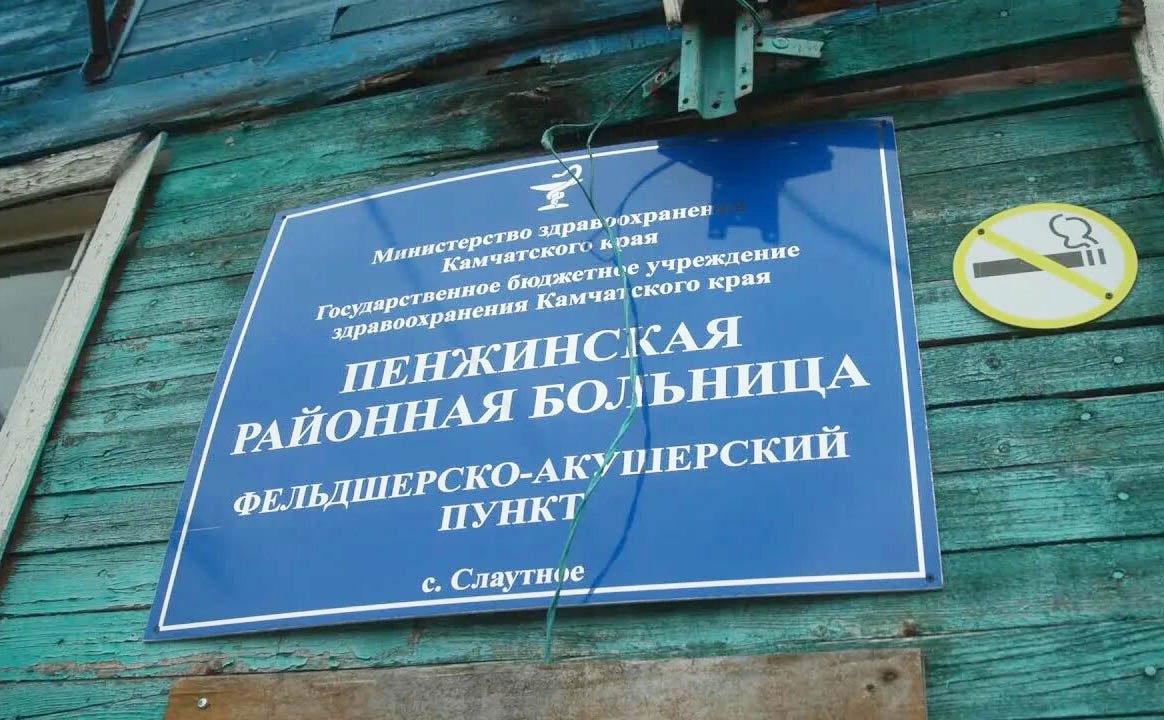 Министерство здравоохранения
Камчатского края
Государственное бюджетное учреждение
здравоохранения Камчатского края
ПЕНЖИНСКАЯ
РАЙОННАЯ БОЛЬНИЦА
ФЕЛЬДШЕРСКО-АКУШЕРСКИЙ
ПУНКТ
с. Слаутное